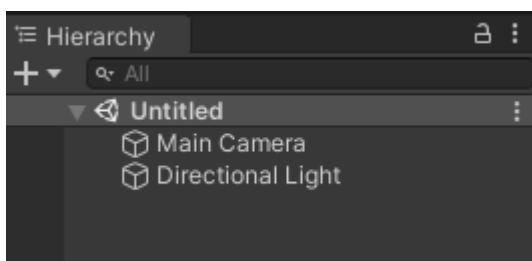 Hierarchy
All
Untitled
Main Camera
Directional Light